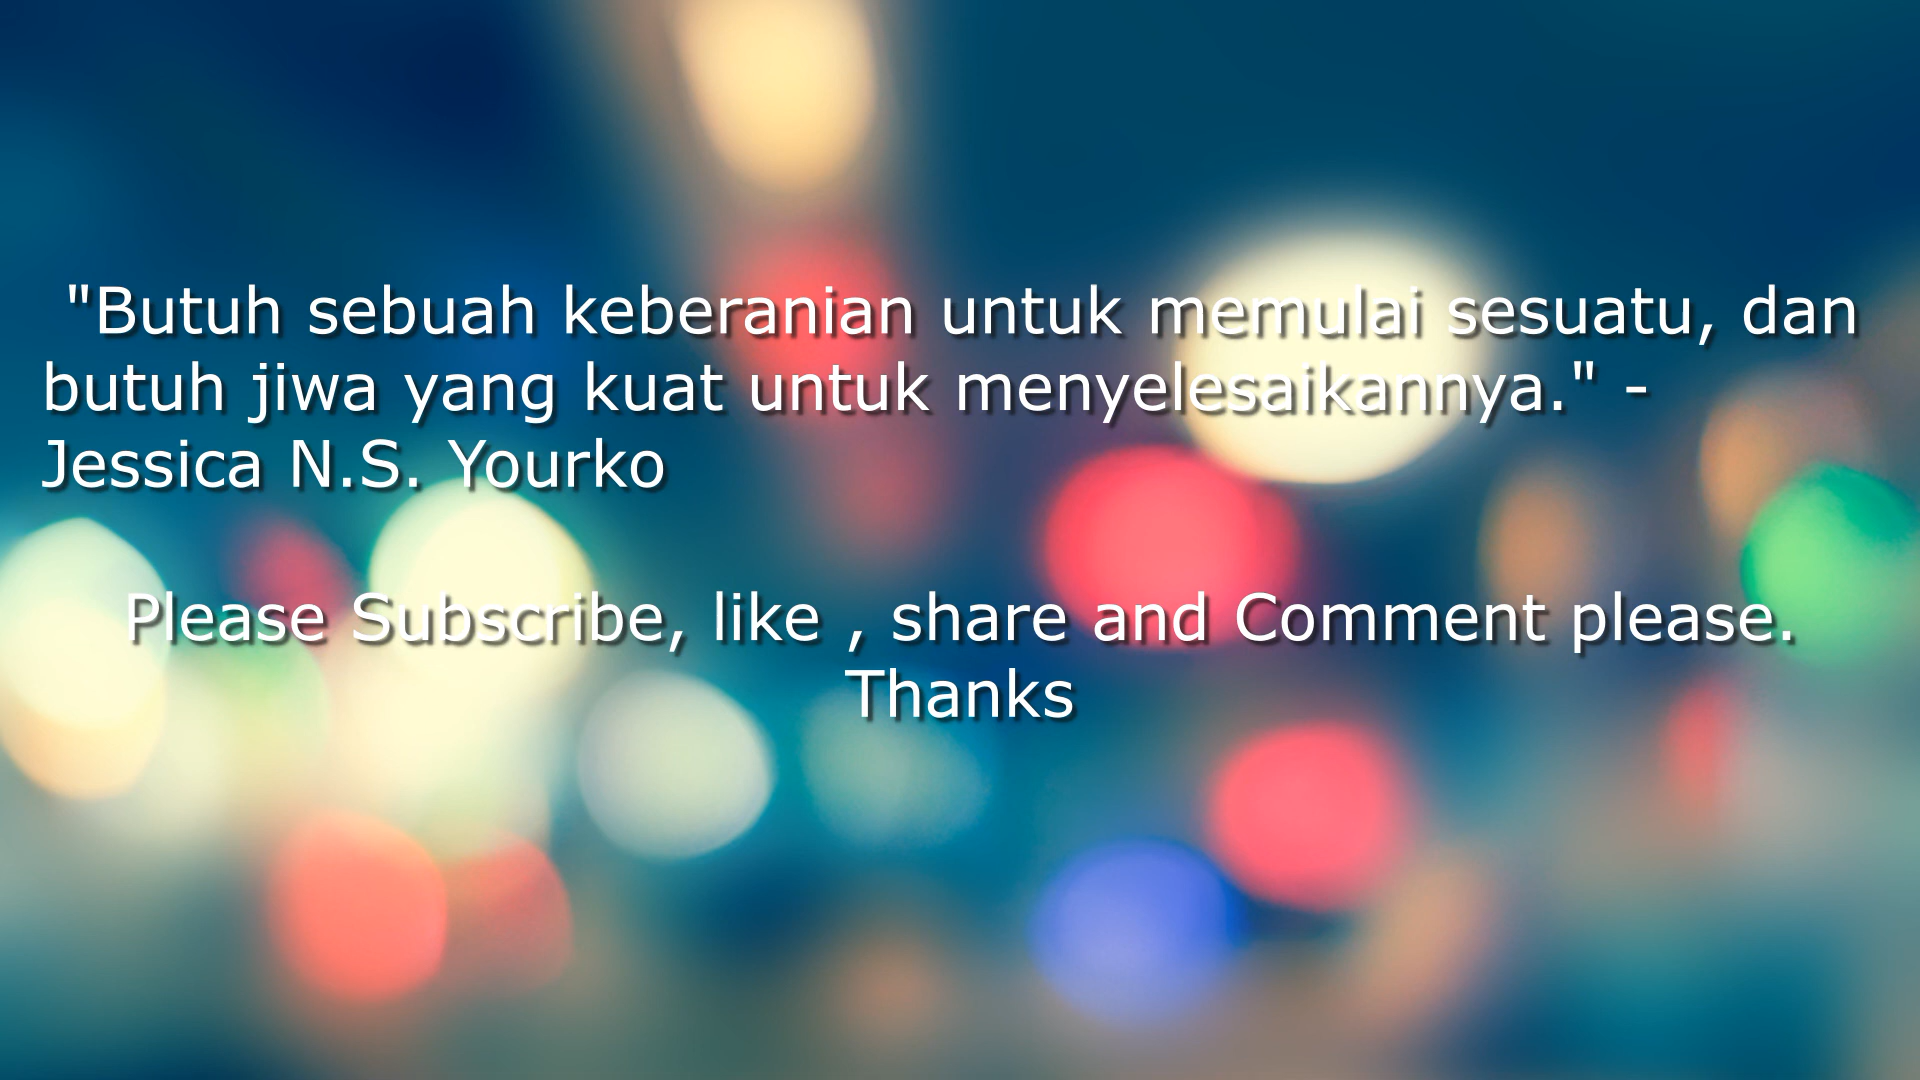 "Butuh sebuah keberanian untuk memulai sesuatu, dan
butuh jiwa yang kuat untuk menyelesaikannya." -
Jessica N.S. Yourko
Please Subscribe, like , share and Comment please.
Thanks